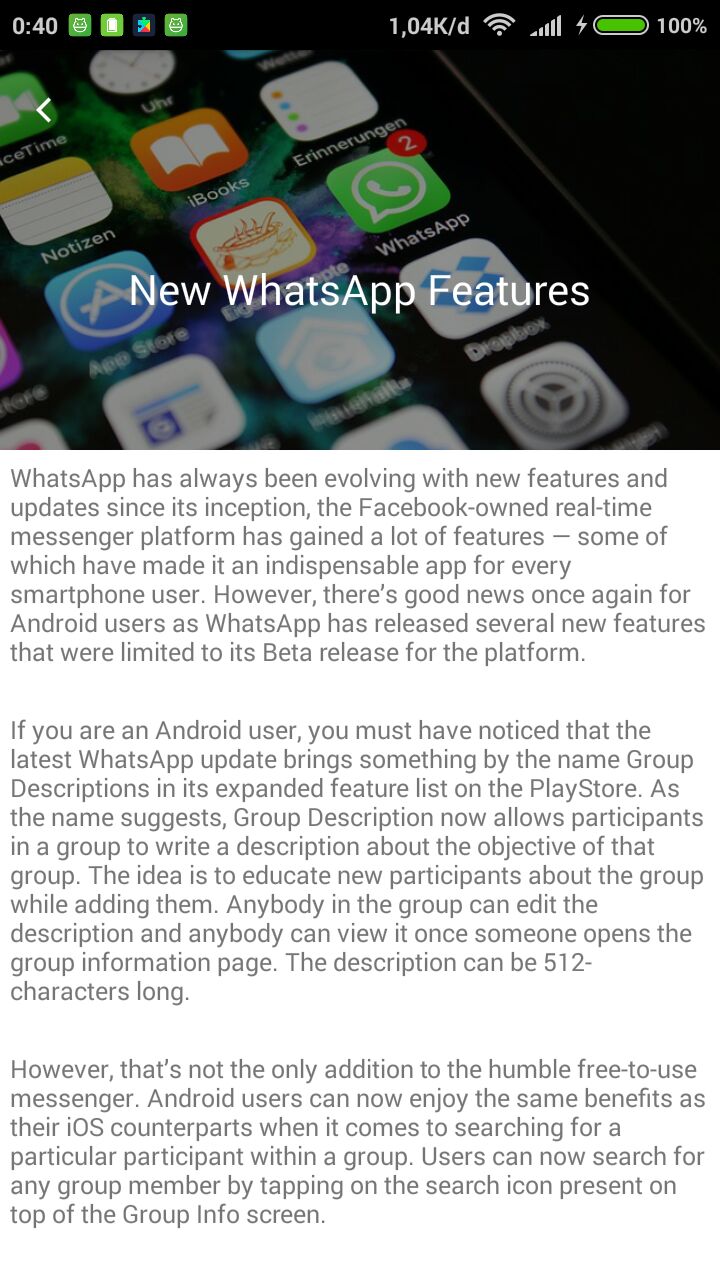 0:40 1,04K/d 100%
Uhr
Wetter
ceTime
Erinnerungen
2
iBooks
Notizen
WhatsApp
New WhatsApp Features
App Store
Dropbox
WhatsApp has always been evolving with new features and
updates since its inception, the Facebook-owned real-time
messenger platform has gained a lot of features — some of
which have made it an indispensable app for every
smartphone user. However, there’s good news once again for
Android users as WhatsApp has released several new features
that were limited to its Beta release for the platform.
If you are an Android user, you must have noticed that the
latest WhatsApp update brings something by the name Group
Descriptions in its expanded feature list on the PlayStore. As
the name suggests, Group Description now allows participants
in a group to write a description about the objective of that
group. The idea is to educate new participants about the group
while adding them. Anybody in the group can edit the
description and anybody can view it once someone opens the
group information page. The description can be 512-
characters long.
However, that’s not the only addition to the humble free-to-use
messenger. Android users can now enjoy the same benefits as
their iOS counterparts when it comes to searching for a
particular participant within a group. Users can now search for
any group member by tapping on the search icon present on
top of the Group Info screen.